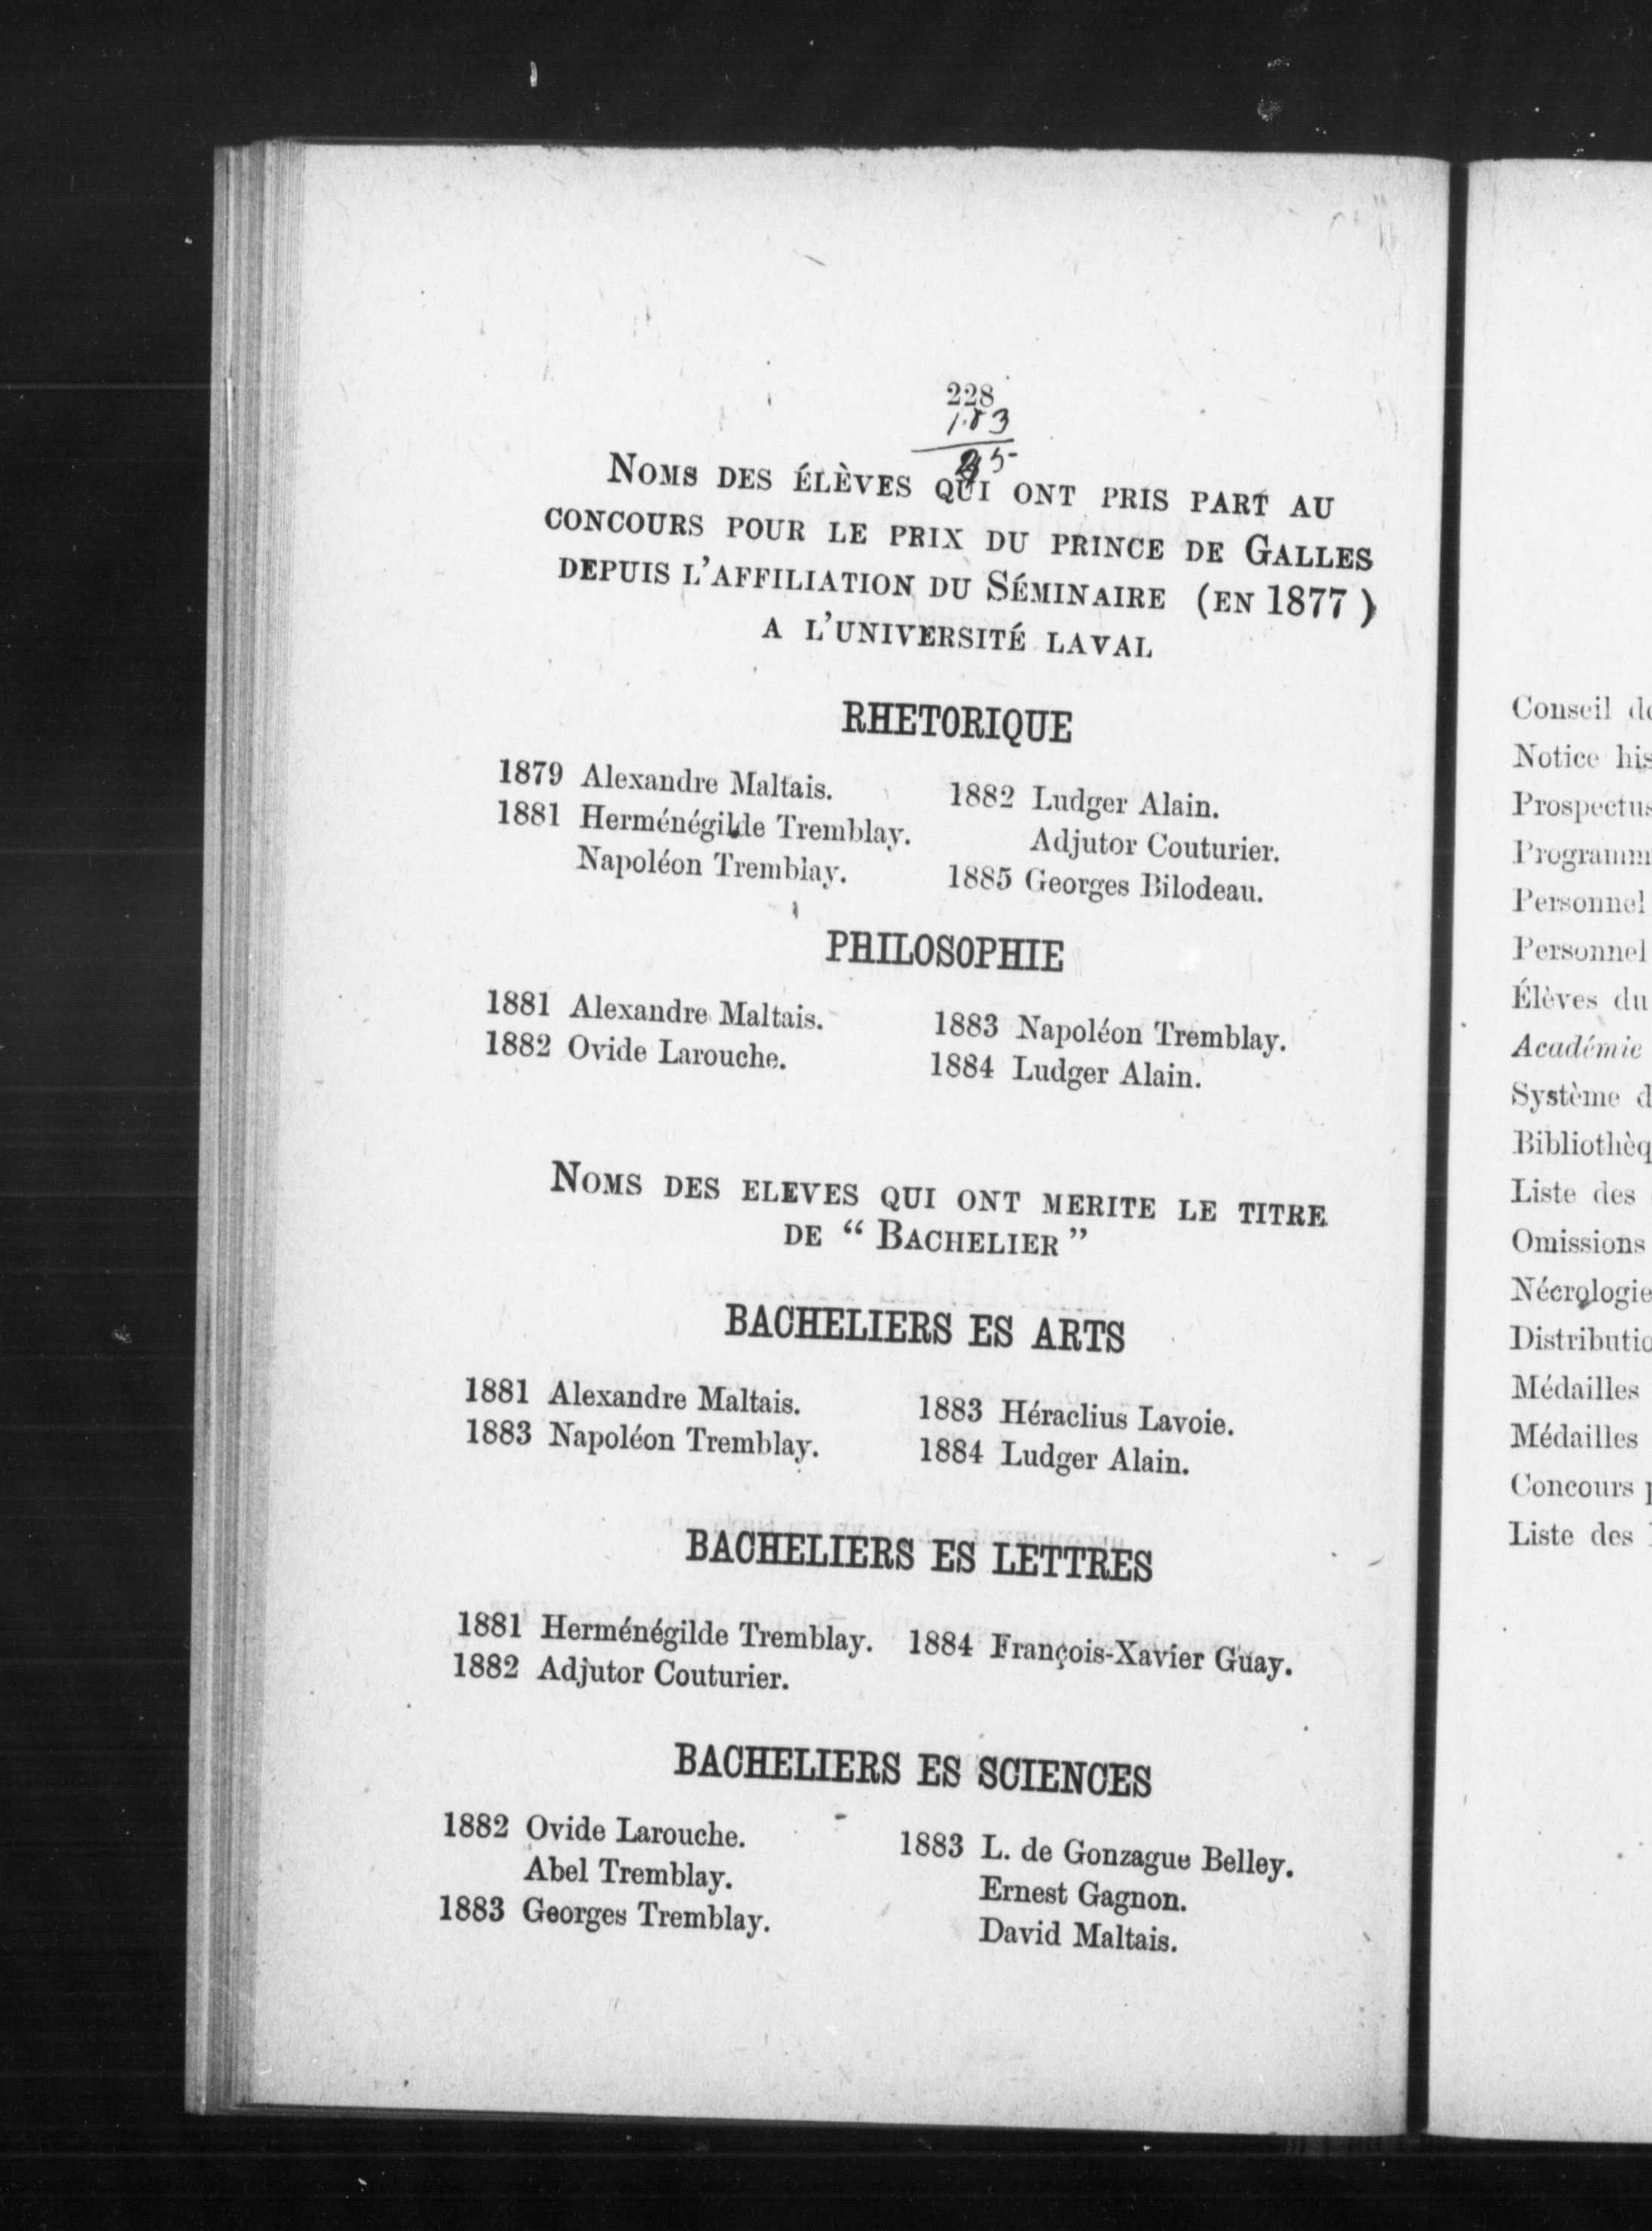 228
183
45
NOMS DES ÉLÈVES QUI ONT PRIS PART AU
CONCOURS POUR LE PRIX DU PRINCE DE GALLES
DEPUIS L'AFFILIATION DU SÉMINAIRE (EN 1877)
A L'UNIVERSITÉ LAVAL
RHETORIQUE
1879 Alexandre Maltais.
1881 Herménégilde Tremblay.
Napoléon Tremblay.
1882 Ludger Alain.
Adjutor Couturier.
1885 Georges Bilodeau.
PHILOSOPHIE
1881 Alexandre Maltais.
1882 Ovide Larouche.
1883 Napoléon Tremblay.
1884 Ludger Alain.
NOMS DES ELEVES QUI ONT MERITE LE TITRE
DE “ BACHELIER ”
BACHELIERS ES ARTS
1881 Alexandre Maltais.
1883 Napoléon Tremblay.
1883 Héraclius Lavoie.
1884 Ludger Alain.
BACHELIERS ES LETTRES
1881 Herménégilde Tremblay.
1882 Adjutor Couturier.
1884 François-Xavier Guay.
BACHELIERS ES SCIENCES
1882 Ovide Larouche.
Abel Tremblay.
1883 Georges Tremblay.
1883 L. de Gonzague Belley.
Ernest Gagnon.
David Maltais.
Conseil
Notice
Prospectus
Personnel
Personnel
Élèves du
Académie
Système
Liste des
Omissions
Nécrologie
Médailles
Médailles
Concours
Liste des